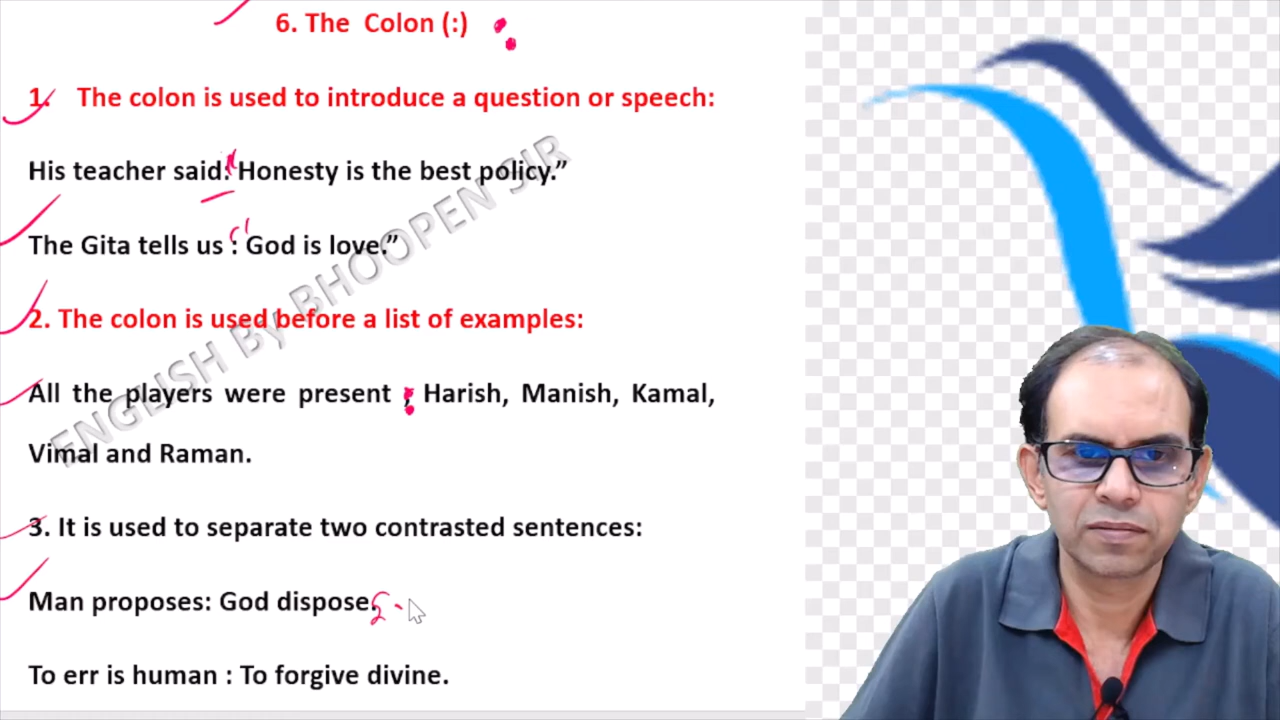 6. The Colon (:) :
1. The colon is used to introduce a question or speech:
His teacher said: “Honesty is the best policy.”
The Gita tells us : “God is love.”
2. The colon is used before a list of examples:
All the players were present : Harish, Manish, Kamal,
Vimal and Raman.
3. It is used to separate two contrasted sentences:
Man proposes: God disposes.
To err is human : To forgive divine.
ENGLISH By BHOOPEN SIR